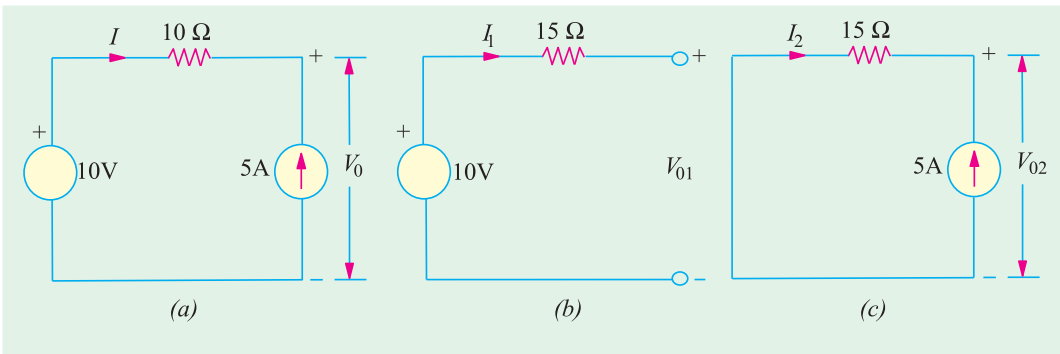 I 10 Ω
+
+
10V
5A
V0
−
(a)
I1 15 Ω
+
+
10V
V01
−
(b)
I2 15 Ω
+
5A
V02
−
(c)